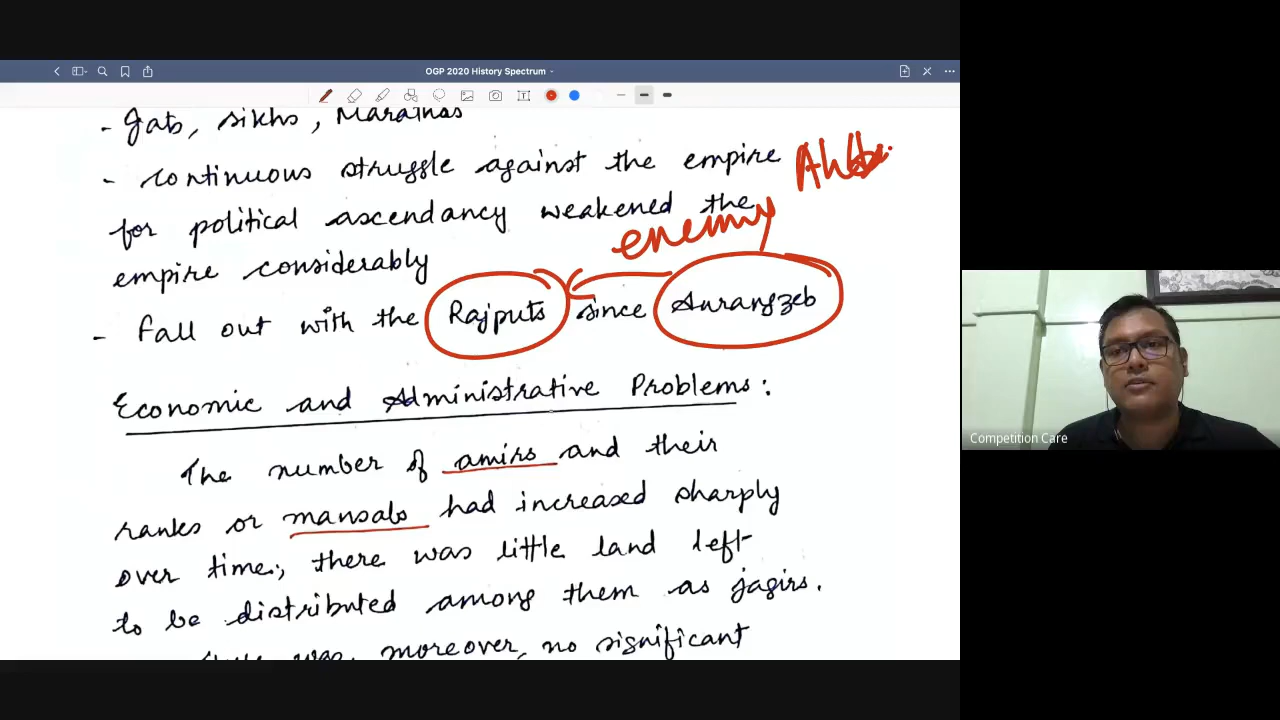 OGP 2020 History Spectrum
- Jats, Sikhs, Marathas
- continuous struggle against the empire
for political ascendancy weakened the
empire considerably
enemy
- Fall out with the Rajputs since Aurangzeb
Economic and Administrative Problems:
The number of amirs and their
ranks or mansabs had increased sharply
over time; there was little land left
to be distributed among them as jagirs.
was, moreover, no significant
Competition Care